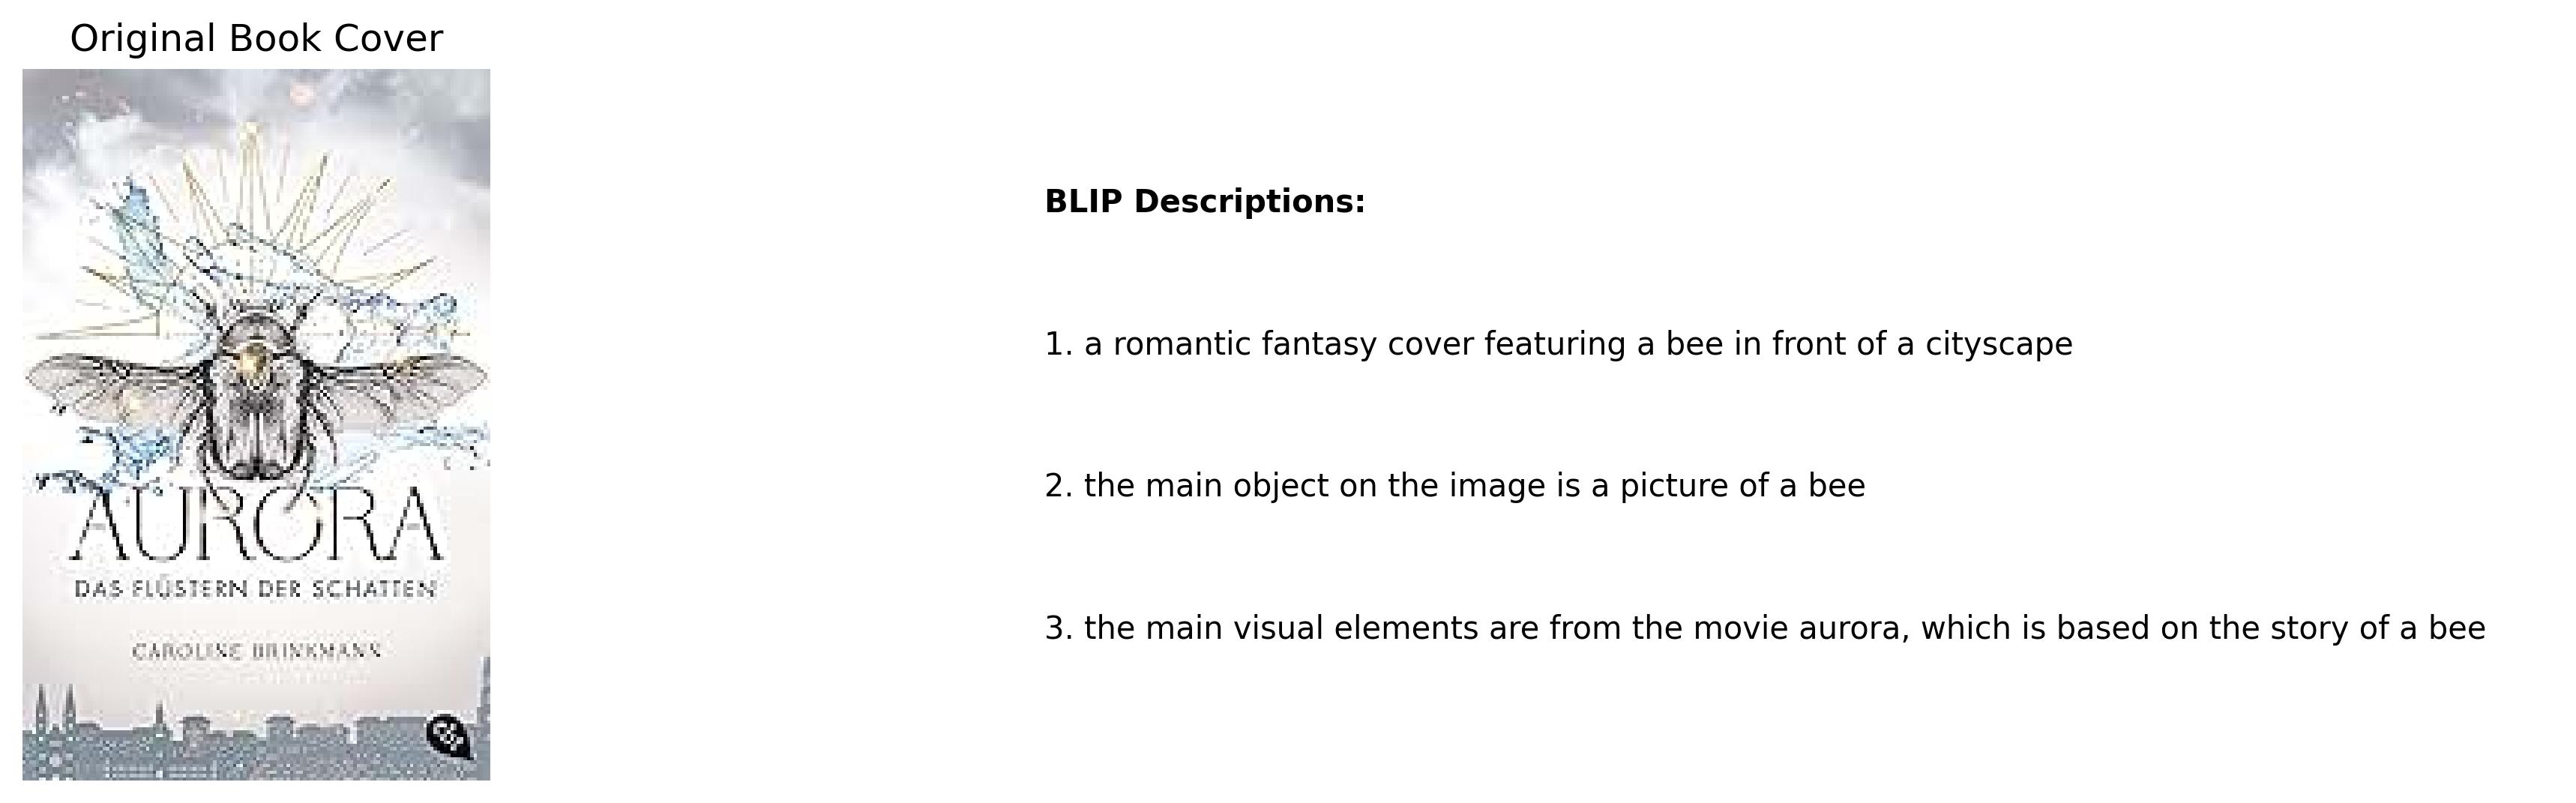 Original Book Cover
AURORA
DAS FLÜSTERN DER SCHATTEN
CAROLINE BRINKMANN
BLIP Descriptions:
1. a romantic fantasy cover featuring a bee in front of a cityscape
2. the main object on the image is a picture of a bee
3. the main visual elements are from the movie aurora, which is based on the story of a bee